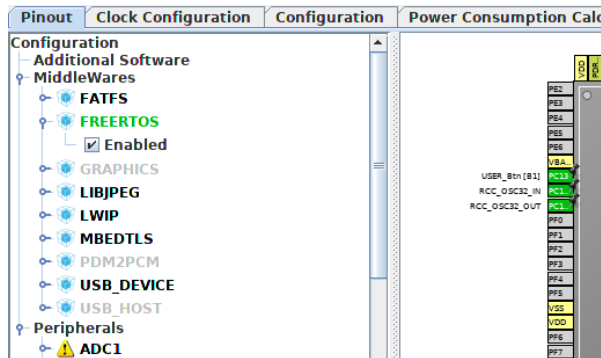 Pinout
Clock Configuration
Configuration
Power Consumption Calc
Configuration
Additional Software
MiddleWares
FATFS
FREERTOS
Enabled
GRAPHICS
LIBJPEG
LWIP
MBEDTLS
PDM2PCM
USB_DEVICE
USB_HOST
Peripherals
ADC1
VDD
PDR..
PE2
PE3
PE4
PE5
PE6
VBA..
USER_Btn [B1] PC13
RCC_OSC32_IN PC1..
RCC_OSC32_OUT PC1..
PF0
PF1
PF2
PF3
PF4
PF5
VSS
VDD
PF6
PF7